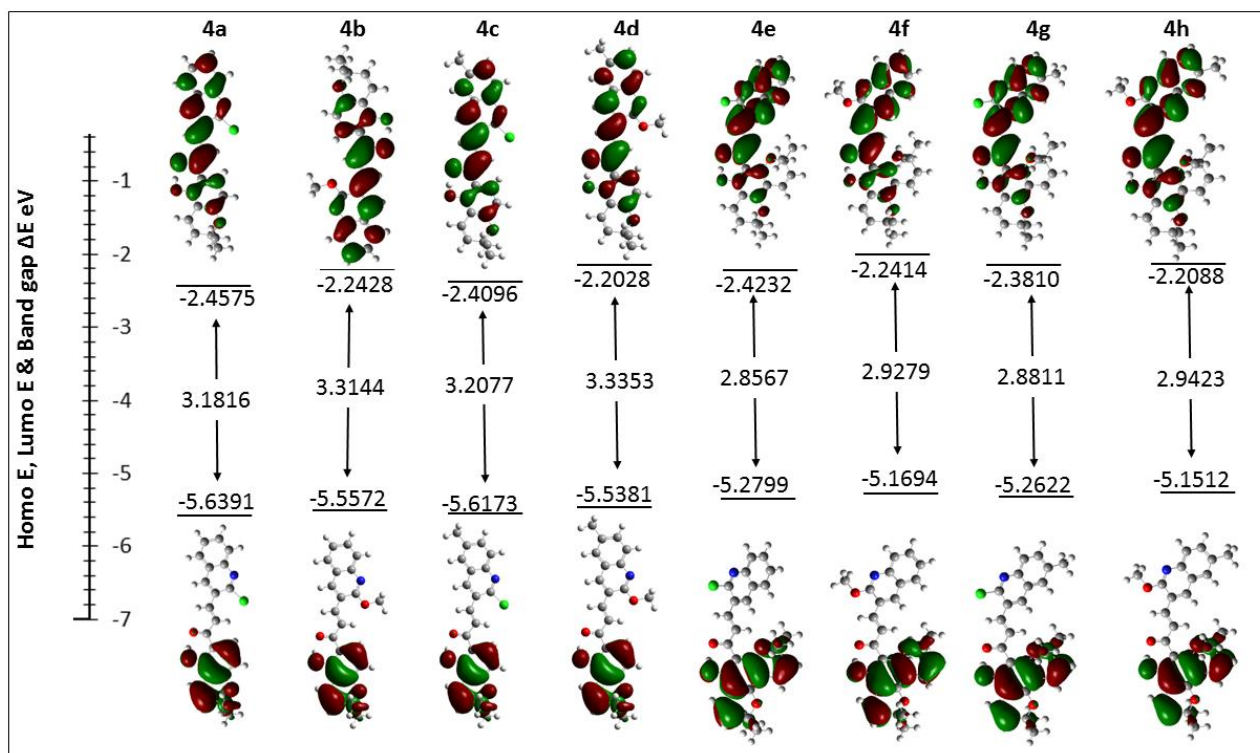 4a 4b 4c 4d 4e 4f 4g 4h
Homo E, Lumo E & Band gap ΔE eV
-1
-2
-3
-4
-5
-6
-7
-2.4575 -2.2428 -2.4096 -2.2028 -2.4232 -2.2414 -2.3810 -2.2088
3.1816 3.3144 3.2077 3.3353 2.8567 2.9279 2.8811 2.9423
-5.6391 -5.5572 -5.6173 -5.5381 -5.2799 -5.1694 -5.2622 -5.1512